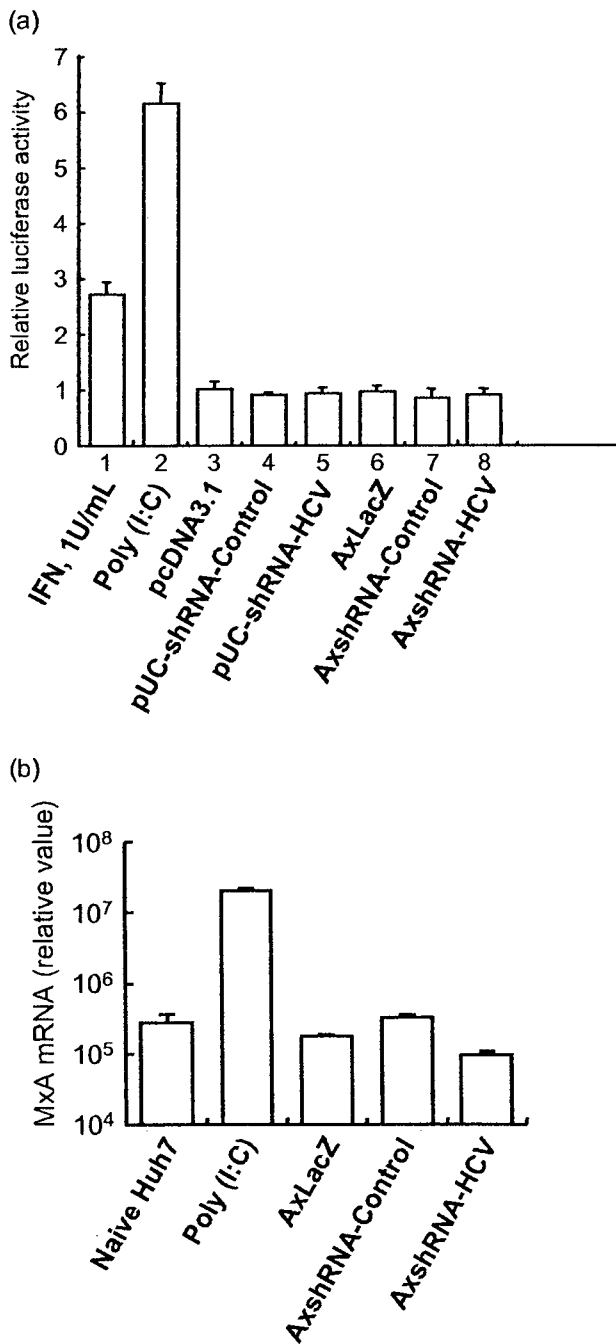 (a)
Relative luciferase activity
7
6
5
4
3
2
1
0
1 2 3 4 5 6 7 8
IFN, 1U/mL
Poly (I:C)
pcDNA3.1
pUC-shRNA-Control
pUC-shRNA-HCV
AxLacZ
AxshRNA-Control
AxshRNA-HCV
(b)
MxA mRNA (relative value)
10⁸
10⁷
10⁶
10⁵
10⁴
Naive Huh7
Poly (I:C)
AxLacZ
AxshRNA-Control
AxshRNA-HCV